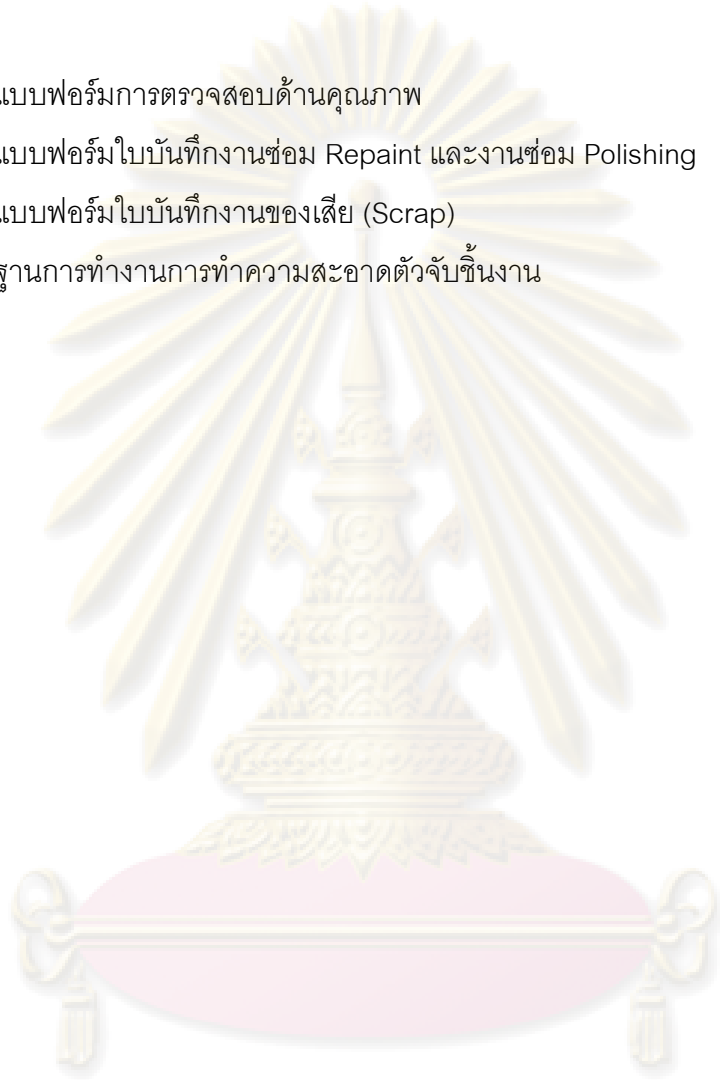 แบบฟอร์มการตรวจสอบด้านคุณภาพ
แบบฟอร์มใบบันทึกงานซ่อม Repaint และงานซ่อม Polishing
แบบฟอร์มใบบันทึกงานของเสีย (Scrap)
ฐานการทำงานการทำความสะอาดตัวจับชิ้นงาน